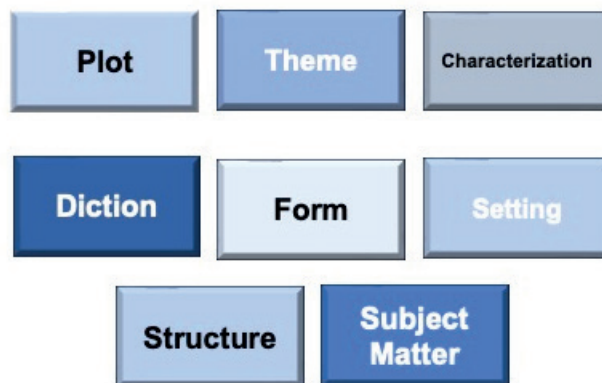 Plot
Theme
Characterization
Diction
Form
Setting
Structure
Subject
Matter